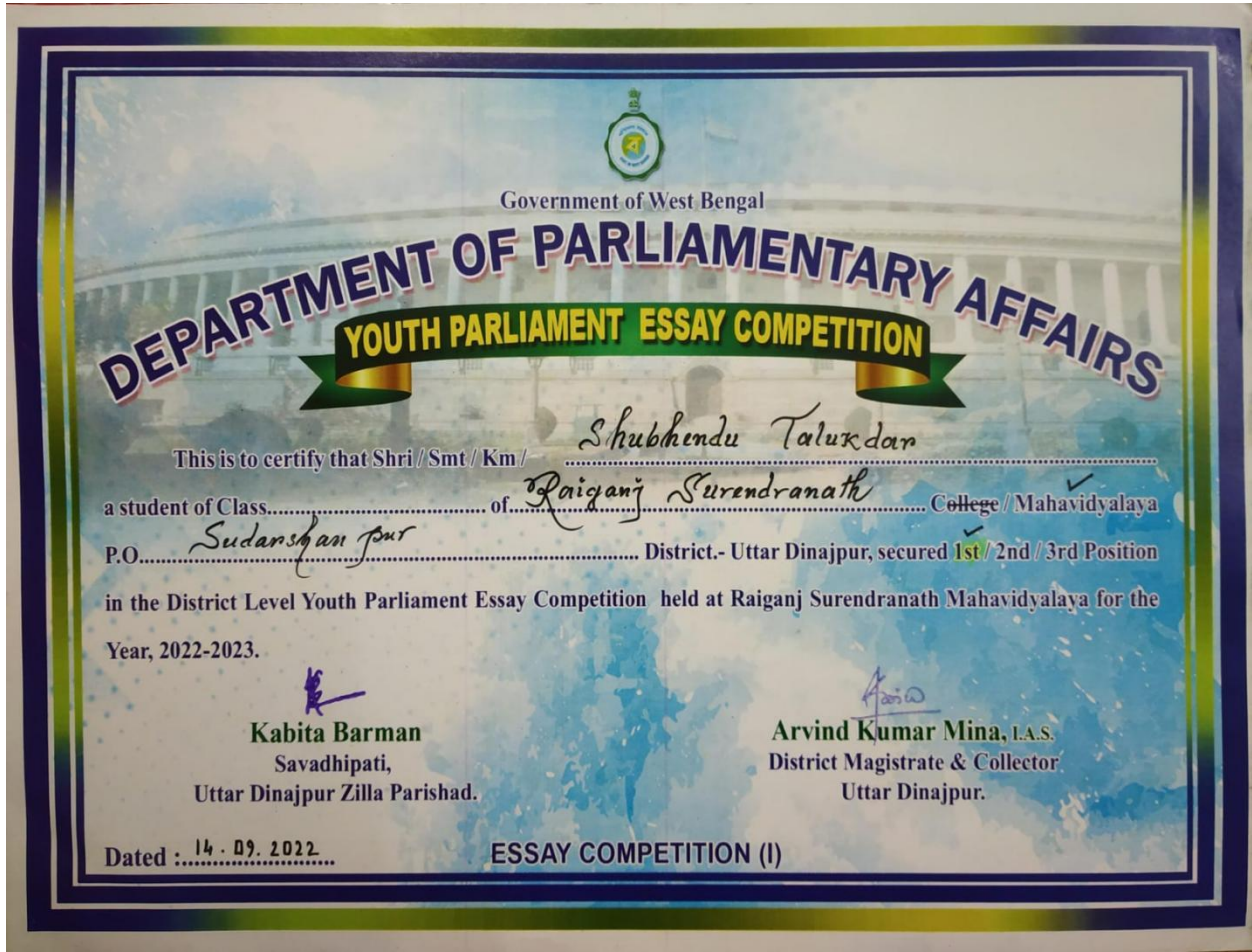 Government of West Bengal
DEPARTMENT OF PARLIAMENTARY AFFAIRS
YOUTH PARLIAMENT ESSAY COMPETITION
This is to certify that Shri / Smt / Km / Shubhendu Talukdar
a student of Class.................................... of Raiganj Surendranath College / Mahavidyalaya
P.O. Sudarshanpur District.- Uttar Dinajpur, secured 1st / 2nd / 3rd Position
in the District Level Youth Parliament Essay Competition held at Raiganj Surendranath Mahavidyalaya for the
Year, 2022-2023.
Kabita Barman
Savadhipati,
Uttar Dinajpur Zilla Parishad.
Arvind Kumar Mina, I.A.S.
District Magistrate & Collector
Uttar Dinajpur.
Dated : 14.09.2022
ESSAY COMPETITION (I)